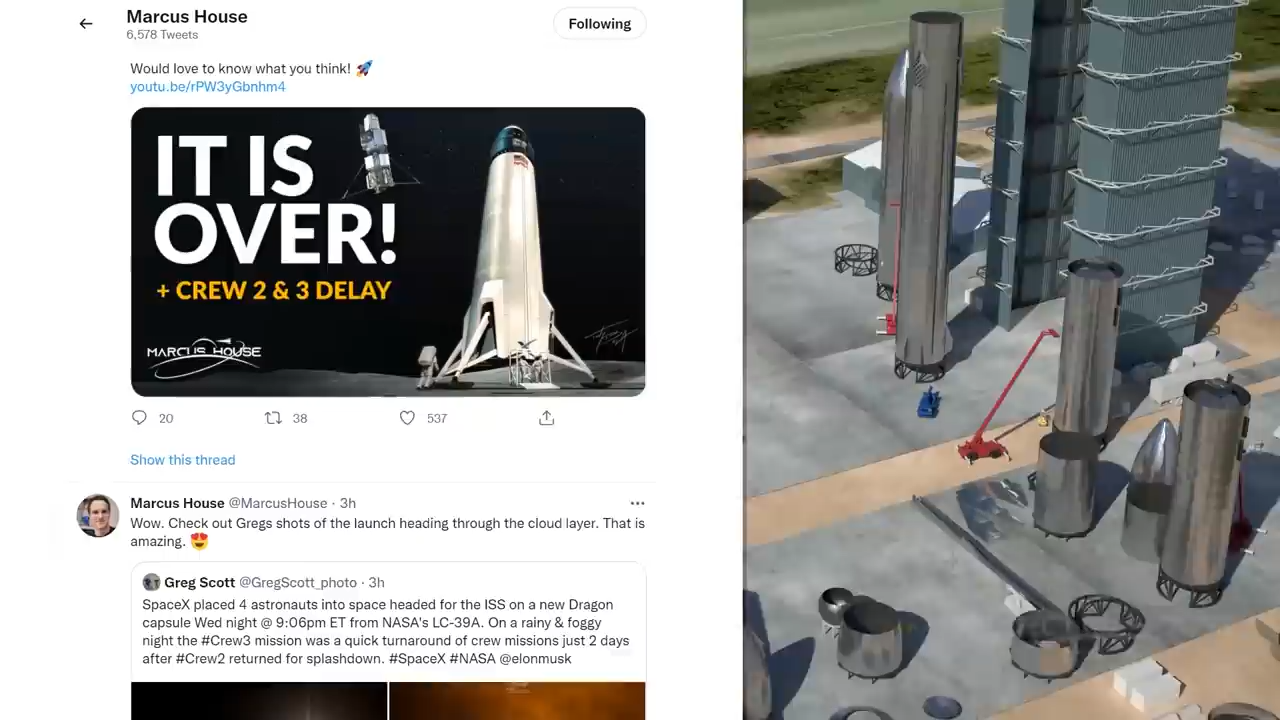 Marcus House
6,578 Tweets
Following
Would love to know what you think! 🚀
youtu.be/rPW3yGbnhm4
IT IS
OVER!
+ CREW 2 & 3 DELAY
MARCUS HOUSE
20
38
537
Show this thread
Marcus House @MarcusHouse · 3h
Wow. Check out Gregs shots of the launch heading through the cloud layer. That is
amazing. 😍
Greg Scott @GregScott_photo · 3h
SpaceX placed 4 astronauts into space headed for the ISS on a new Dragon
capsule Wed night @ 9:06pm ET from NASA's LC-39A. On a rainy & foggy
night the #Crew3 mission was a quick turnaround of crew missions just 2 days
after #Crew2 returned for splashdown. #SpaceX #NASA @elonmusk